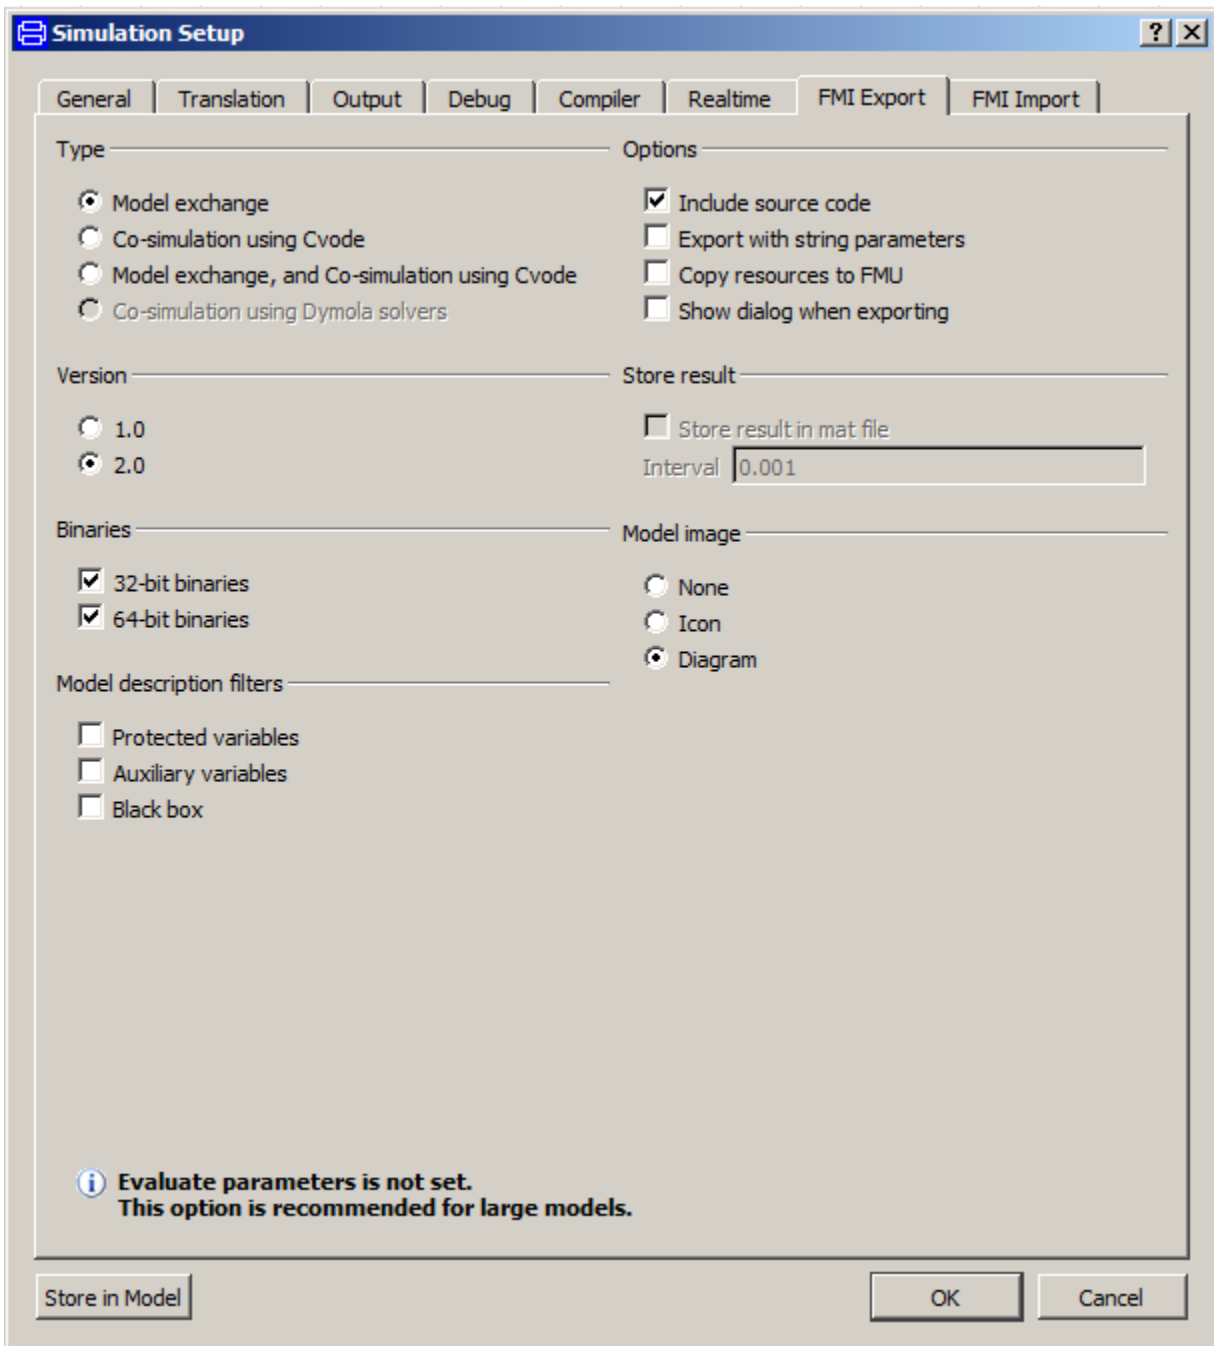 Simulation Setup
General Translation Output Debug Compiler Realtime FMI Export FMI Import
Type
Model exchange
Co-simulation using Cvode
Model exchange, and Co-simulation using Cvode
Co-simulation using Dymola solvers
Options
Include source code
Export with string parameters
Copy resources to FMU
Show dialog when exporting
Version
1.0
2.0
Store result
Store result in mat file
Interval 0.001
Binaries
32-bit binaries
64-bit binaries
Model image
None
Icon
Diagram
Model description filters
Protected variables
Auxiliary variables
Black box
Evaluate parameters is not set.
This option is recommended for large models.
Store in Model OK Cancel